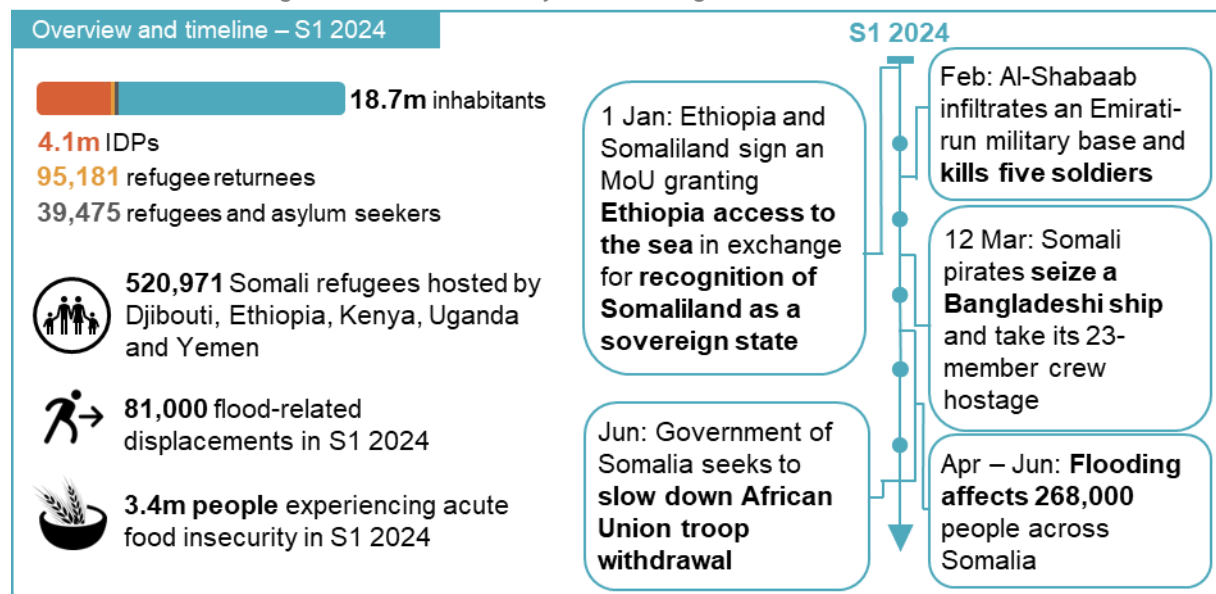 Overview and timeline – S1 2024
18.7m inhabitants
4.1m IDPs
95,181 refugee returnees
39,475 refugees and asylum seekers
520,971 Somali refugees hosted by
Djibouti, Ethiopia, Kenya, Uganda
and Yemen
81,000 flood-related
displacements in S1 2024
3.4m people experiencing acute
food insecurity in S1 2024
S1 2024
1 Jan: Ethiopia and
Somaliland sign an
MoU granting
Ethiopia access to
the sea in exchange
for recognition of
Somaliland as a
sovereign state
Feb: Al-Shabaab
infiltrates an Emirati-
run military base and
kills five soldiers
12 Mar: Somali
pirates seize a
Bangladeshi ship
and take its 23-
member crew
hostage
Jun: Government of
Somalia seeks to
slow down African
Union troop
withdrawal
Apr – Jun: Flooding
affects 268,000
people across
Somalia